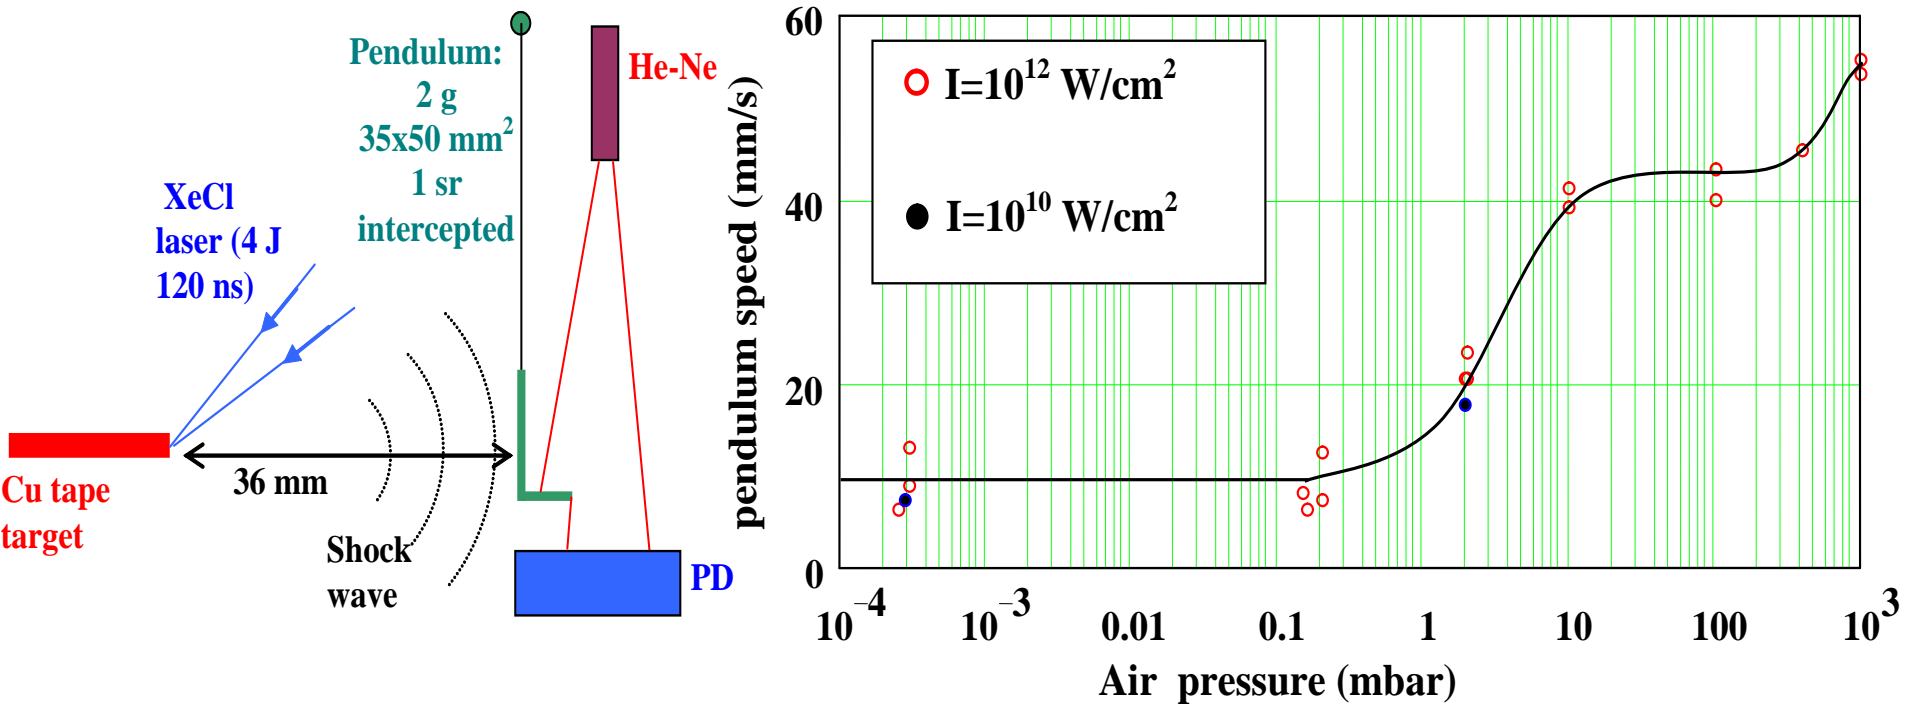 Pendulum:
2 g
35x50 mm²
1 sr
intercepted
He-Ne
XeCl
laser (4 J
120 ns)
36 mm
Cu tape
target
Shock
wave
PD
pendulum speed (mm/s)
60
40
20
0
I=10¹² W/cm²
I=10¹⁰ W/cm²
10⁻⁴ 10⁻³ 0.01 0.1 1 10 100 10³
Air pressure (mbar)